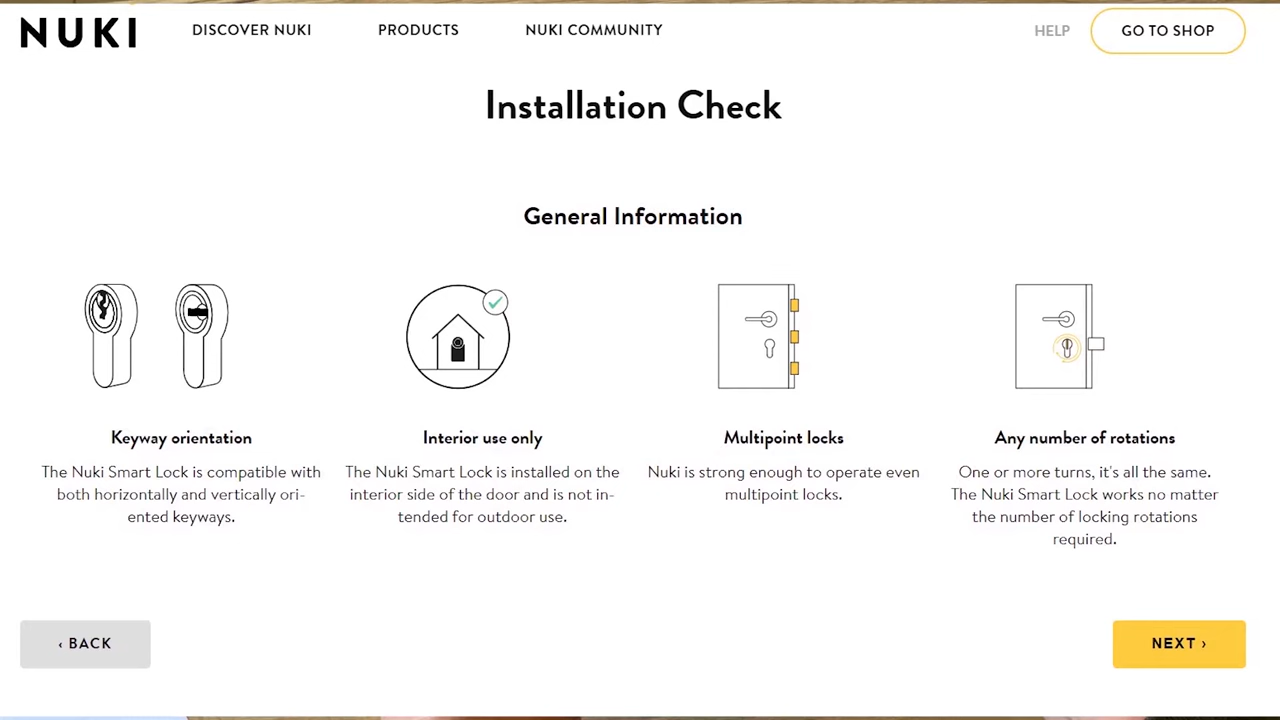 NUKI
DISCOVER NUKI
PRODUCTS
NUKI COMMUNITY
HELP
GO TO SHOP
Installation Check
General Information
Keyway orientation
The Nuki Smart Lock is compatible with
both horizontally and vertically ori-
ented keyways.
Interior use only
The Nuki Smart Lock is installed on the
interior side of the door and is not in-
tended for outdoor use.
Multipoint locks
Nuki is strong enough to operate even
multipoint locks.
Any number of rotations
One or more turns, it's all the same.
The Nuki Smart Lock works no matter
the number of locking rotations
required.
‹ BACK
NEXT ›